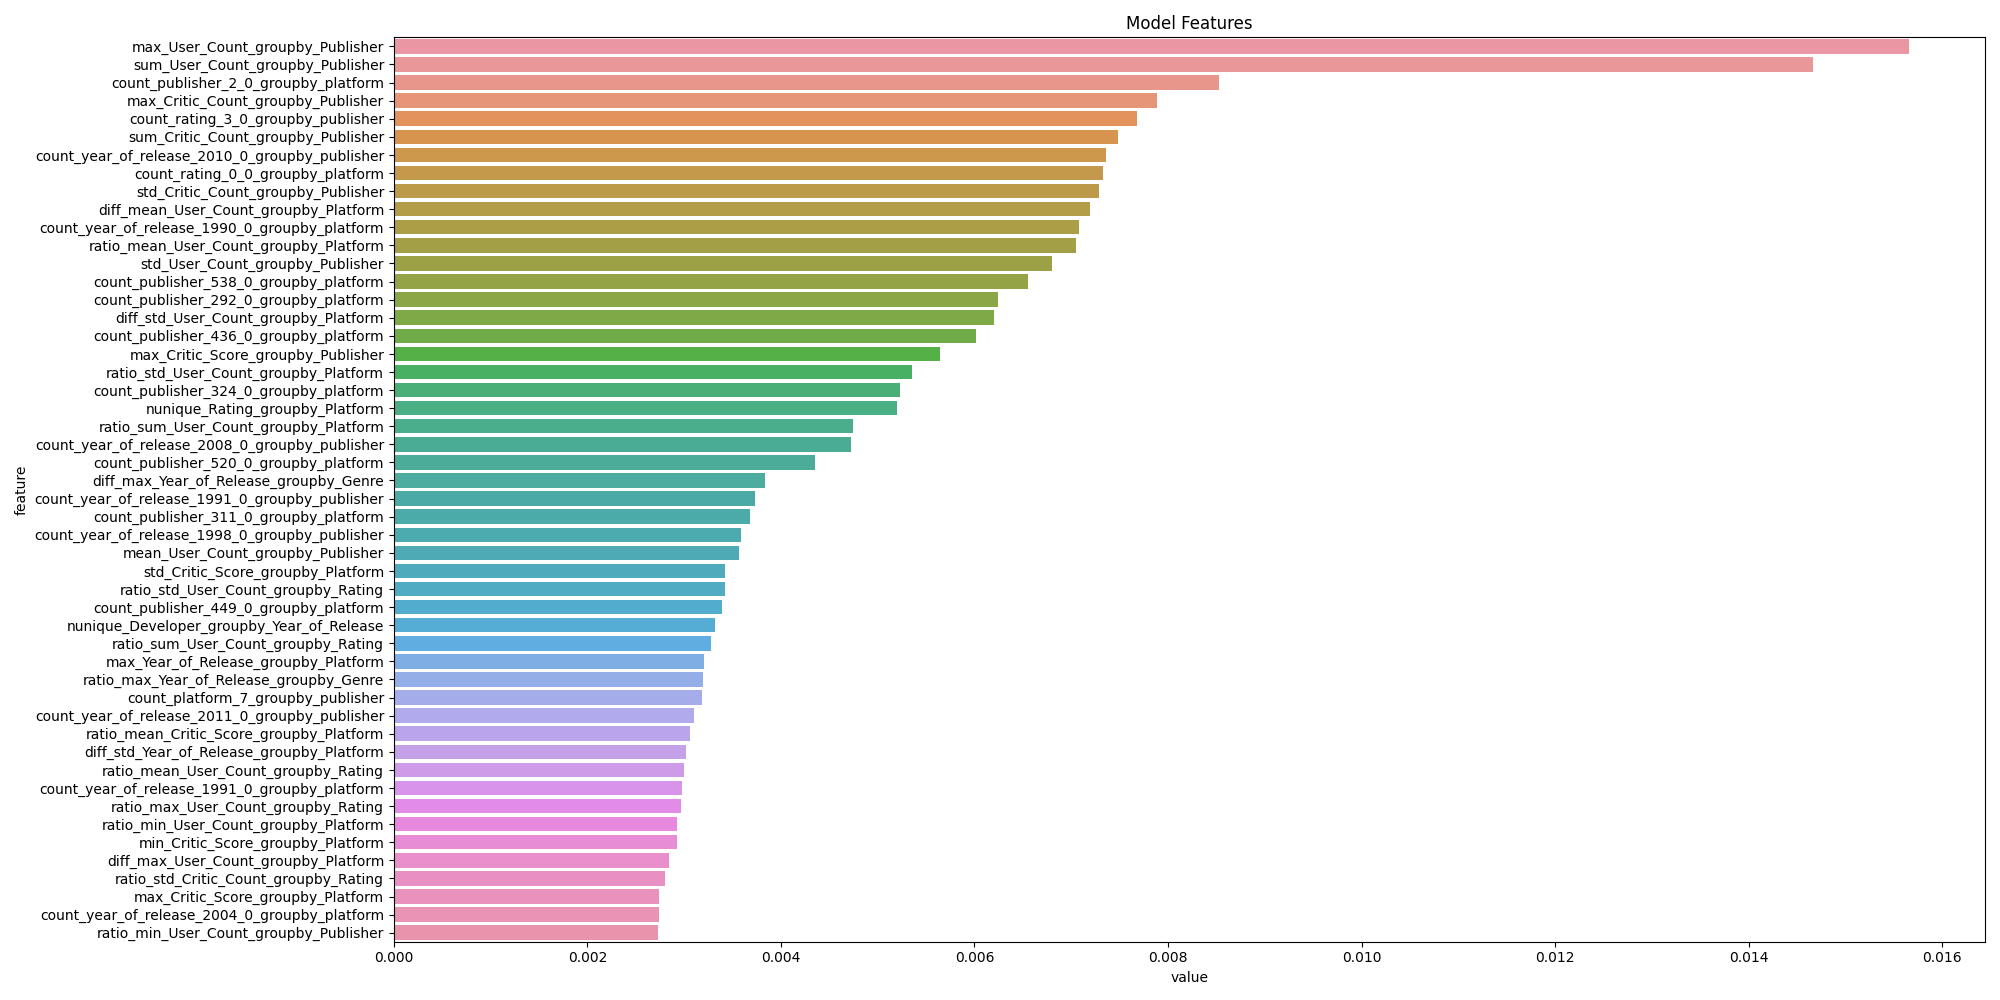 Model Features
max_User_Count_groupby_Publisher
sum_User_Count_groupby_Publisher
count_publisher_2_0_groupby_platform
max_Critic_Count_groupby_Publisher
count_rating_3_0_groupby_publisher
sum_Critic_Count_groupby_Publisher
count_year_of_release_2010_0_groupby_publisher
count_rating_0_0_groupby_platform
std_Critic_Count_groupby_Publisher
diff_mean_User_Count_groupby_Platform
count_year_of_release_1990_0_groupby_platform
ratio_mean_User_Count_groupby_Platform
std_User_Count_groupby_Publisher
count_publisher_538_0_groupby_platform
count_publisher_292_0_groupby_platform
diff_std_User_Count_groupby_Platform
count_publisher_436_0_groupby_platform
max_Critic_Score_groupby_Publisher
ratio_std_User_Count_groupby_Platform
count_publisher_324_0_groupby_platform
nunique_Rating_groupby_Platform
ratio_sum_User_Count_groupby_Platform
count_year_of_release_2008_0_groupby_publisher
count_publisher_520_0_groupby_platform
diff_max_Year_of_Release_groupby_Genre
count_year_of_release_1991_0_groupby_publisher
count_publisher_311_0_groupby_platform
count_year_of_release_1998_0_groupby_publisher
mean_User_Count_groupby_Publisher
std_Critic_Score_groupby_Platform
ratio_std_User_Count_groupby_Rating
count_publisher_449_0_groupby_platform
nunique_Developer_groupby_Year_of_Release
ratio_sum_User_Count_groupby_Rating
max_Year_of_Release_groupby_Platform
ratio_max_Year_of_Release_groupby_Genre
count_platform_7_groupby_publisher
count_year_of_release_2011_0_groupby_publisher
ratio_mean_Critic_Score_groupby_Platform
diff_std_Year_of_Release_groupby_Platform
ratio_mean_User_Count_groupby_Rating
count_year_of_release_1991_0_groupby_platform
ratio_max_User_Count_groupby_Rating
ratio_min_User_Count_groupby_Platform
min_Critic_Score_groupby_Platform
diff_max_User_Count_groupby_Platform
ratio_std_Critic_Count_groupby_Rating
max_Critic_Score_groupby_Platform
count_year_of_release_2004_0_groupby_platform
ratio_min_User_Count_groupby_Publisher
feature
0.000 0.002 0.004 0.006 0.008 0.010 0.012 0.014 0.016
value